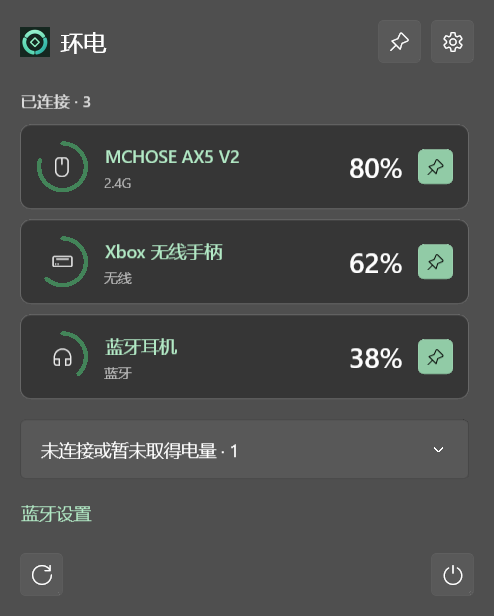 环电
已连接 · 3
MCHOSE AX5 V2
80%
2.4G
Xbox 无线手柄
62%
无线
蓝牙耳机
38%
蓝牙
未连接或暂未取得电量 · 1
蓝牙设置